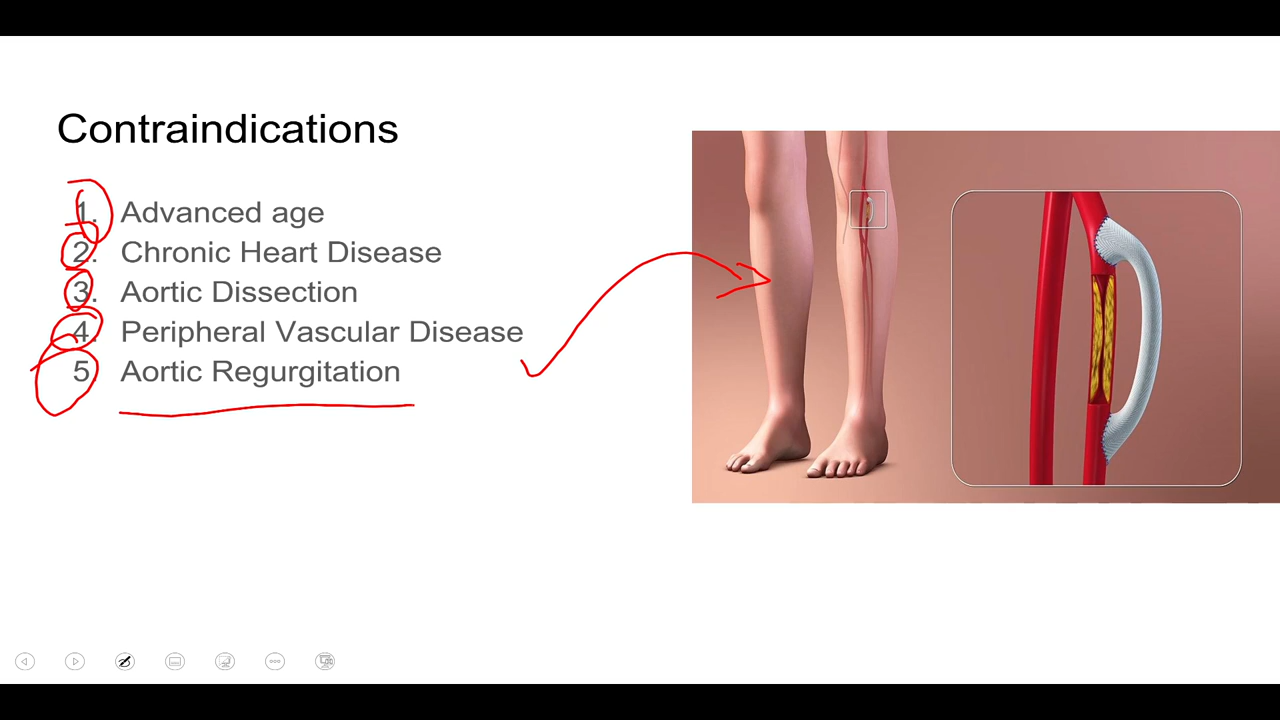 Contraindications
1. Advanced age
2. Chronic Heart Disease
3. Aortic Dissection
4. Peripheral Vascular Disease
5. Aortic Regurgitation